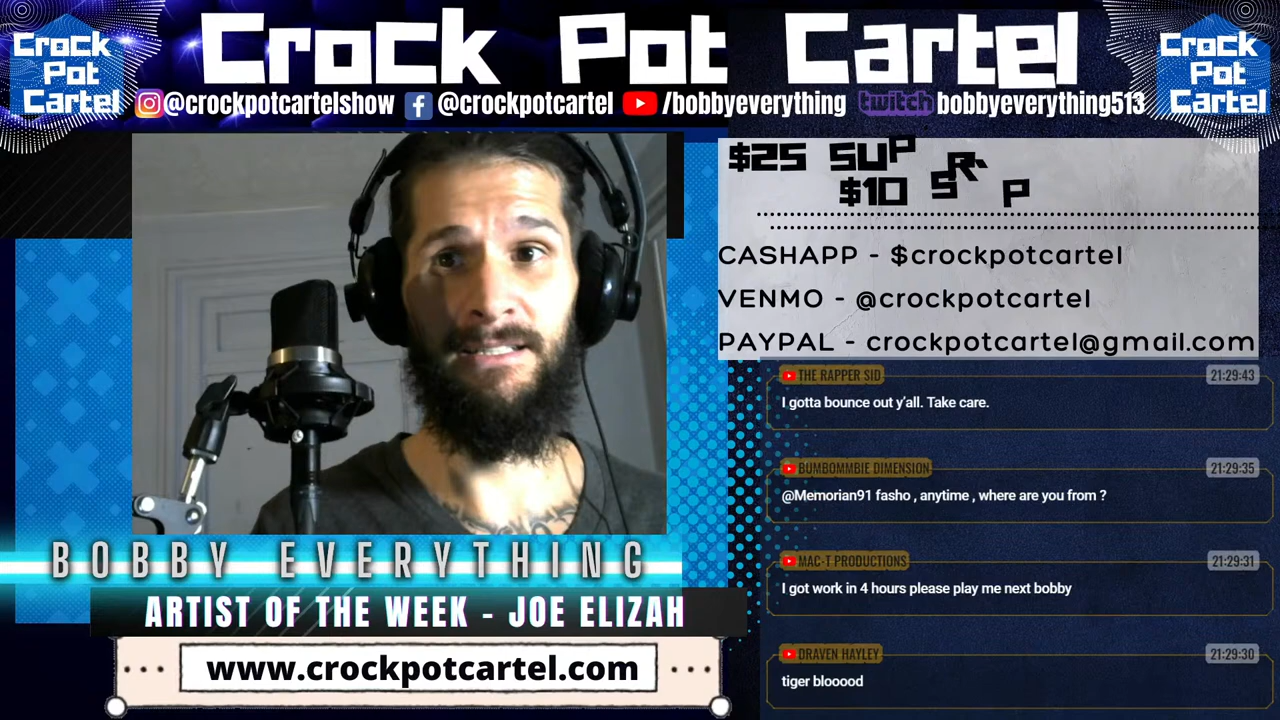 Crock
Pot
Cartel
Crock Pot Cartel
Crock
Pot
Cartel
@crockpotcartelshow @crockpotcartel /bobbyeverything twitch bobbyeverything513
$25 SUP R
$10 S P
CASHAPP - $crockpotcartel
VENMO - @crockpotcartel
PAYPAL - crockpotcartel@gmail.com
THE RAPPER SID 21:29:43
I gotta bounce out y'all. Take care.
BUMBOMMBIE DIMENSION 21:29:35
@Memorian91 fasho , anytime , where are you from ?
MAC-T PRODUCTIONS 21:29:31
I got work in 4 hours please play me next bobby
DRAVEN HAYLEY 21:29:30
tiger blooood
BOBBY EVERYTHING
ARTIST OF THE WEEK - JOE ELIZAH
www.crockpotcartel.com